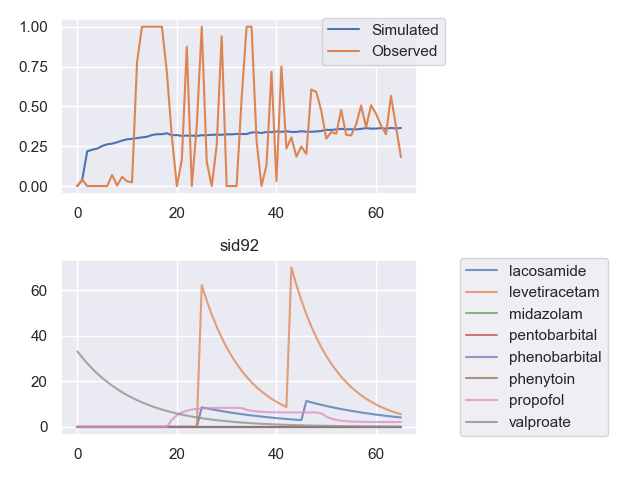 1.00
0.75
0.50
0.25
0.00
0 20 40 60
Simulated
Observed
sid92
60
40
20
0
0 20 40 60
lacosamide
levetiracetam
midazolam
pentobarbital
phenobarbital
phenytoin
propofol
valproate